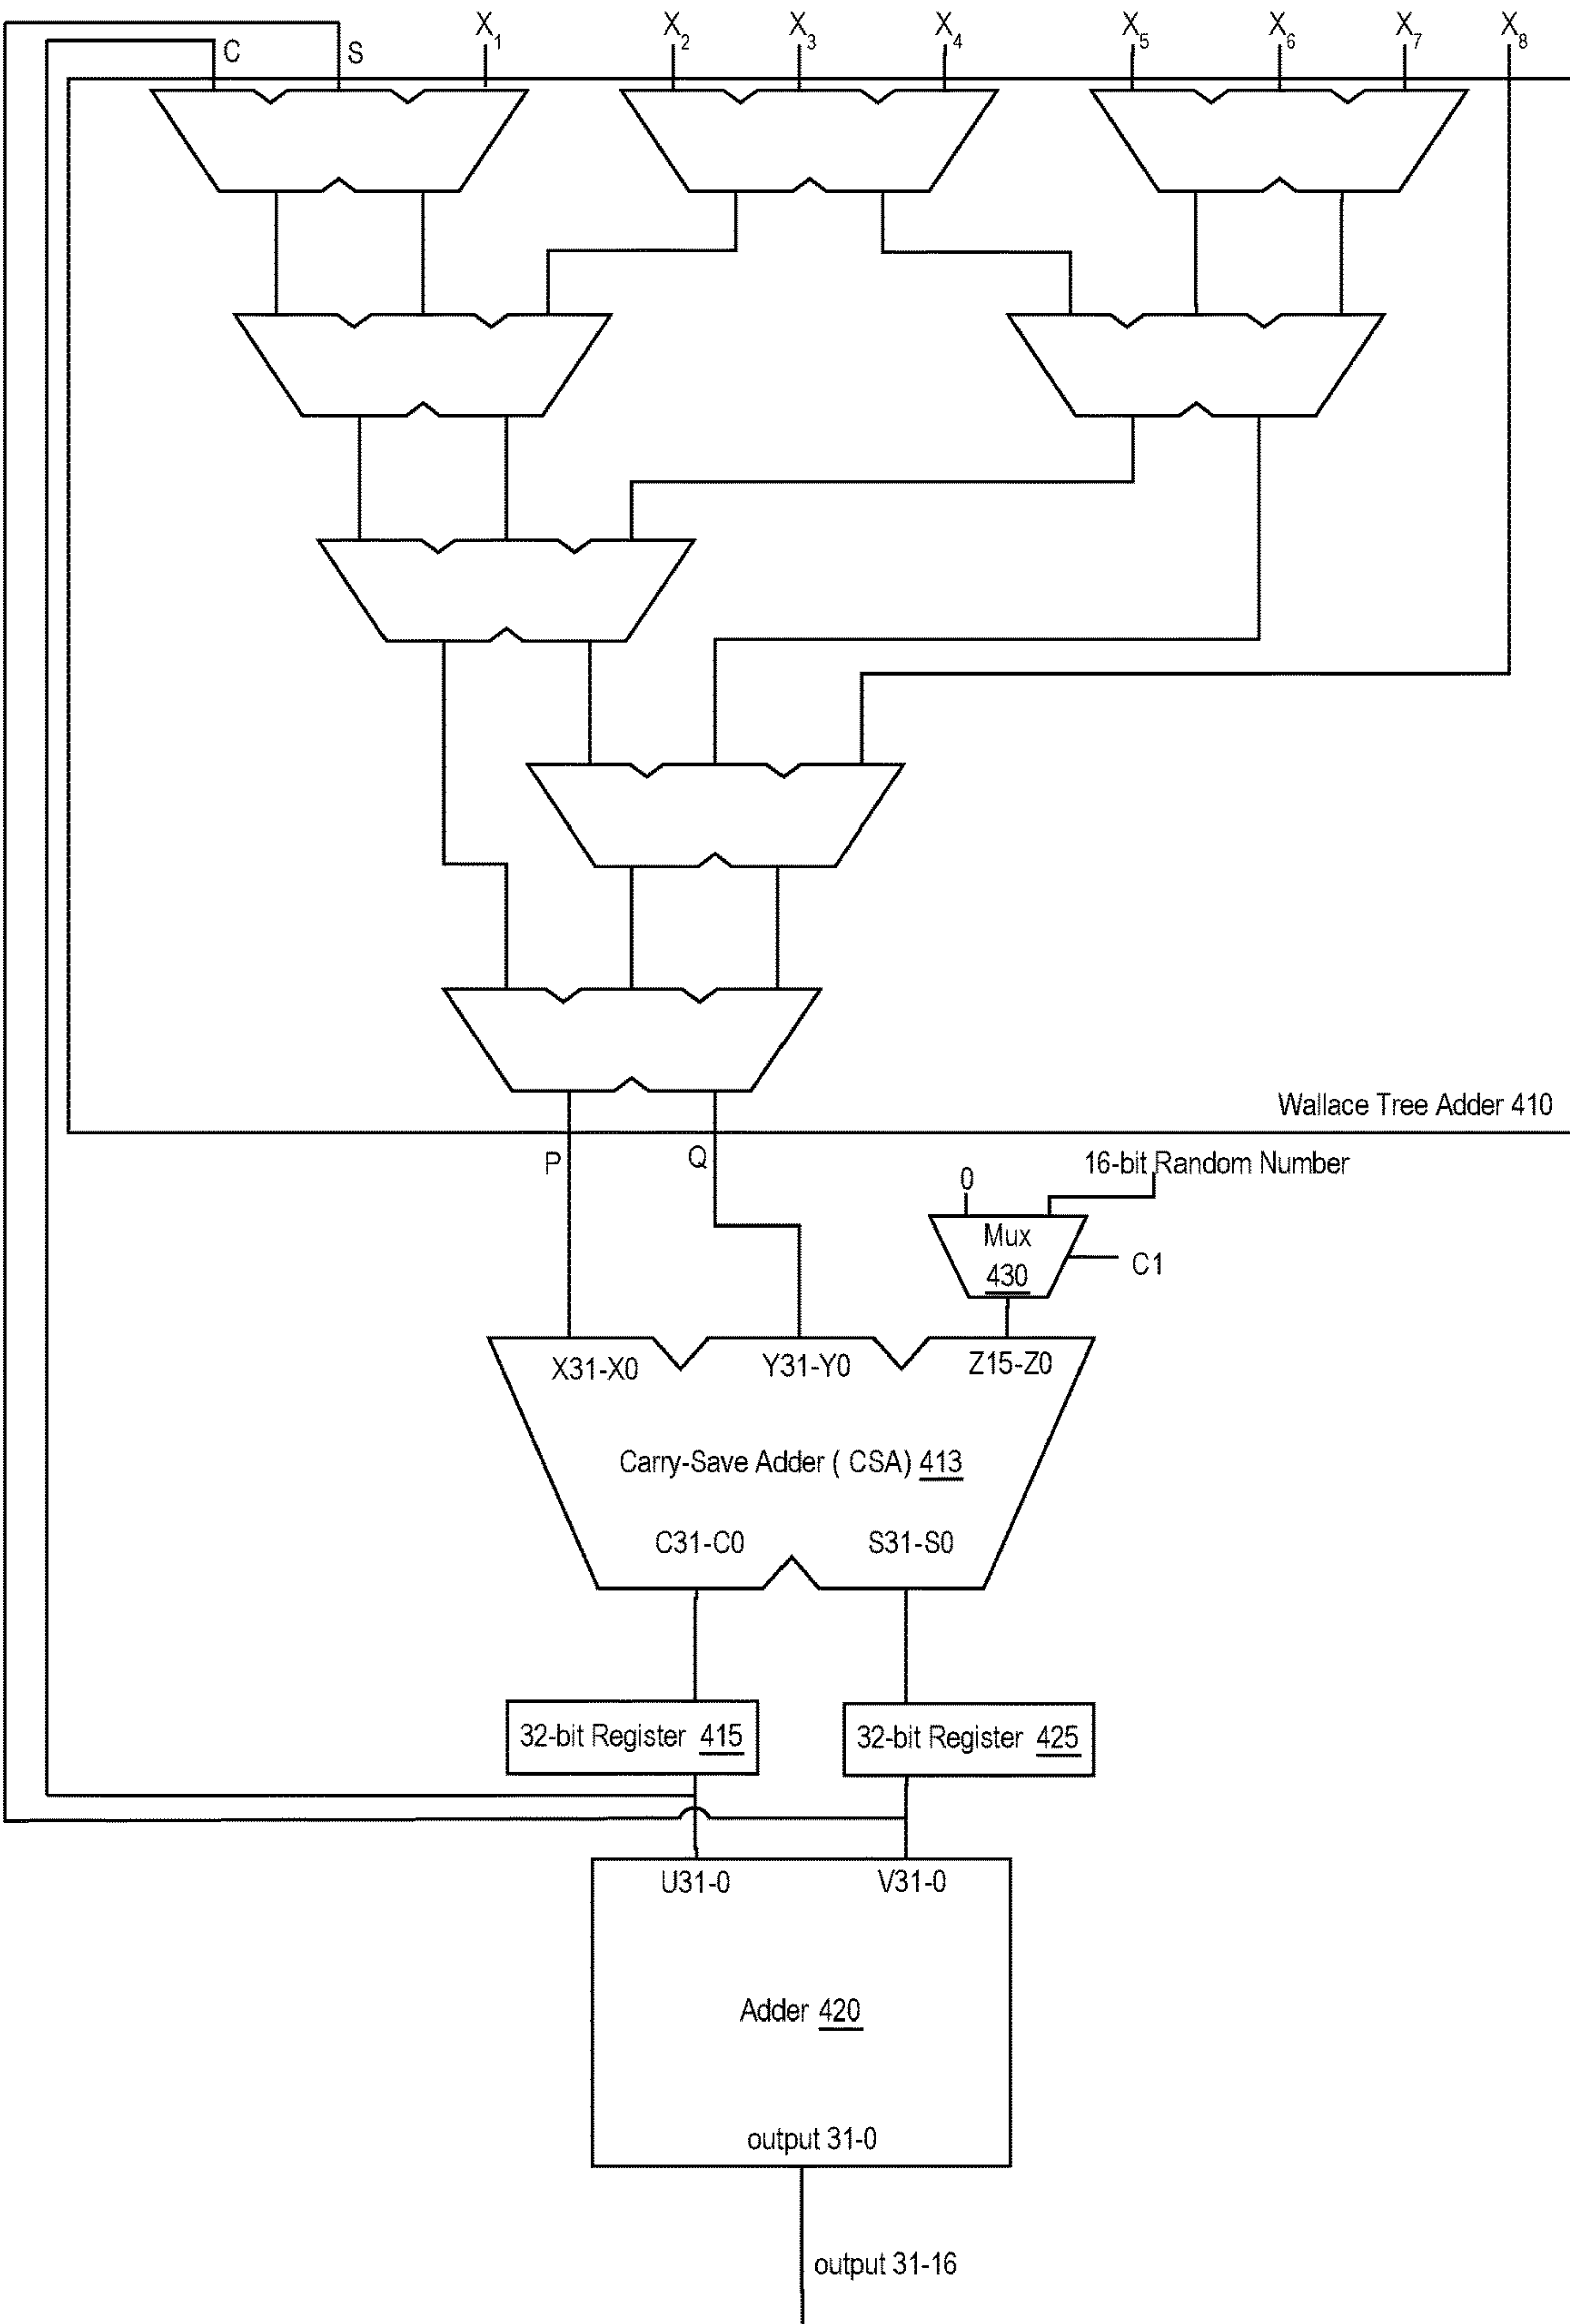 C
S
X1
X2
X3
X4
X5
X6
X7
X8
Wallace Tree Adder 410
P
Q
0
16-bit Random Number
Mux
430
C1
X31-X0
Y31-Y0
Z15-Z0
Carry-Save Adder ( CSA) 413
C31-C0
S31-S0
32-bit Register 415
32-bit Register 425
U31-0
V31-0
Adder 420
output 31-0
output 31-16